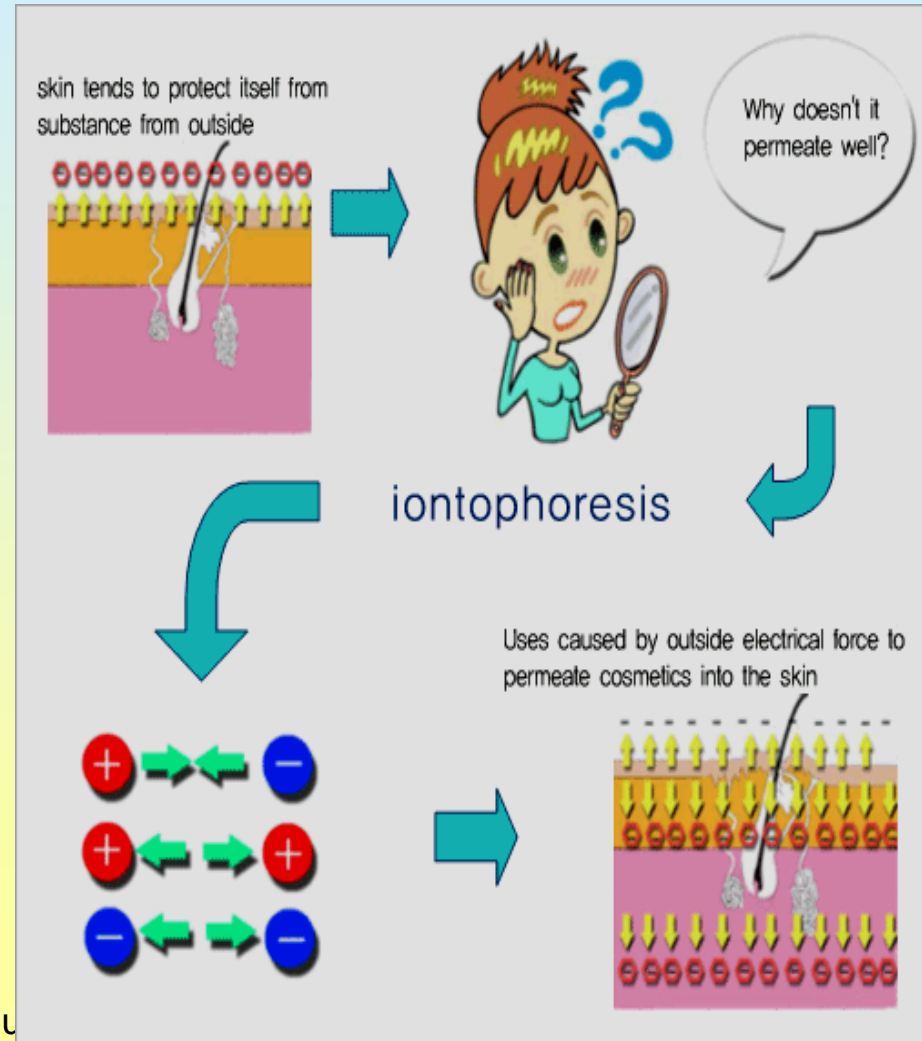 skin tends to protect itself from
substance from outside
Why doesn't it
permeate well?
iontophoresis
Uses caused by outside electrical force to
permeate cosmetics into the skin